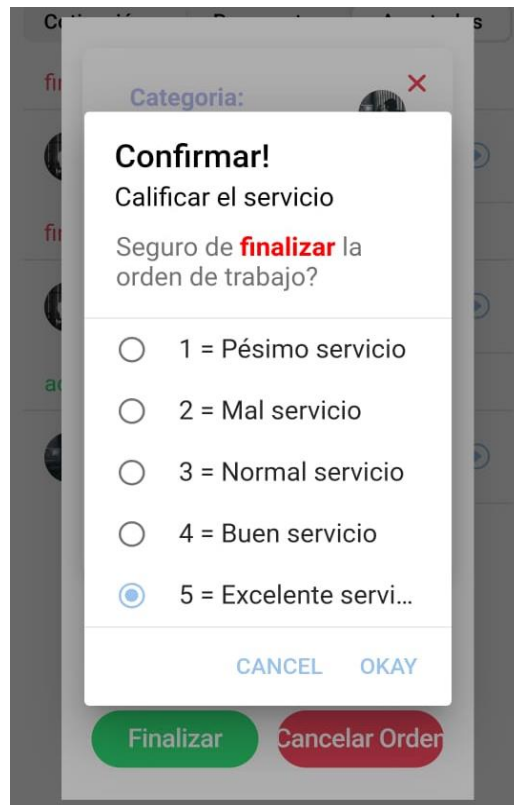 Categoria:
Confirmar!
Calificar el servicio
Seguro de finalizar la
orden de trabajo?
1 = Pésimo servicio
2 = Mal servicio
3 = Normal servicio
4 = Buen servicio
5 = Excelente servi...
CANCEL OKAY
Finalizar Cancelar Orden